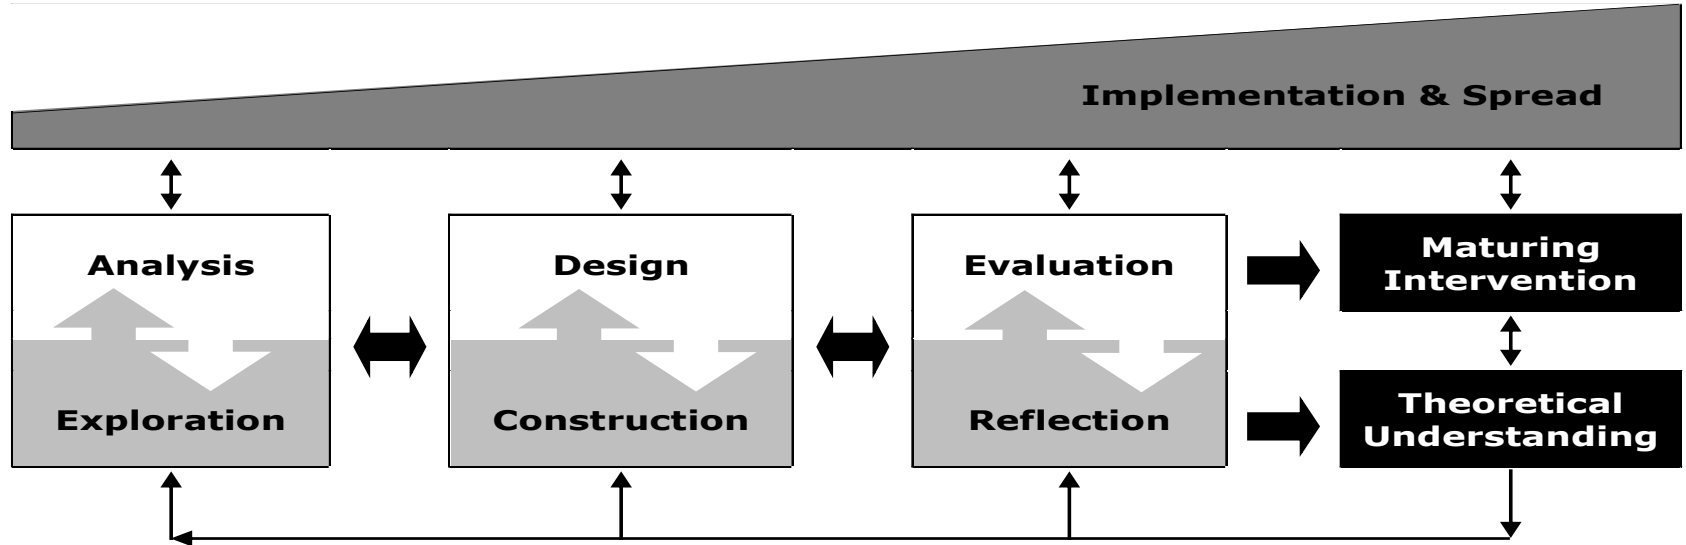 Implementation & Spread
Analysis
Exploration
Design
Construction
Evaluation
Reflection
Maturing
Intervention
Theoretical
Understanding